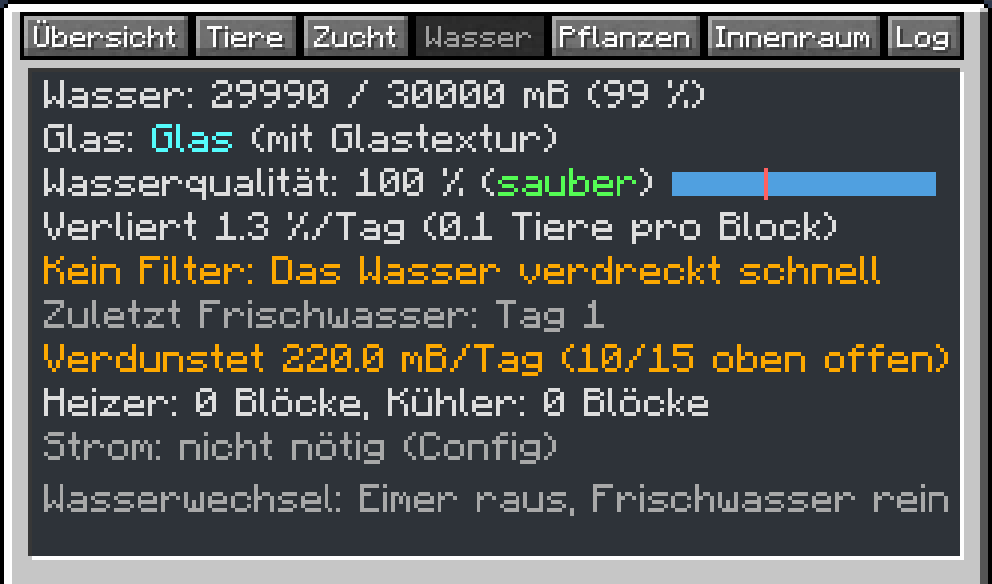 Übersicht Tiere Zucht Wasser Pflanzen Innenraum Log
Wasser: 29990 / 30000 mB (99 %)
Glas: Glas (mit Glastextur)
Wasserqualität: 100 % (sauber)
Verliert 1.3 %/Tag (0.1 Tiere pro Block)
Kein Filter: Das Wasser verdreckt schnell
Zuletzt Frischwasser: Tag 1
Verdunstet 220.0 mB/Tag (10/15 oben offen)
Heizer: 0 Blöcke, Kühler: 0 Blöcke
Strom: nicht nötig (Config)
Wasserwechsel: Eimer raus, Frischwasser rein